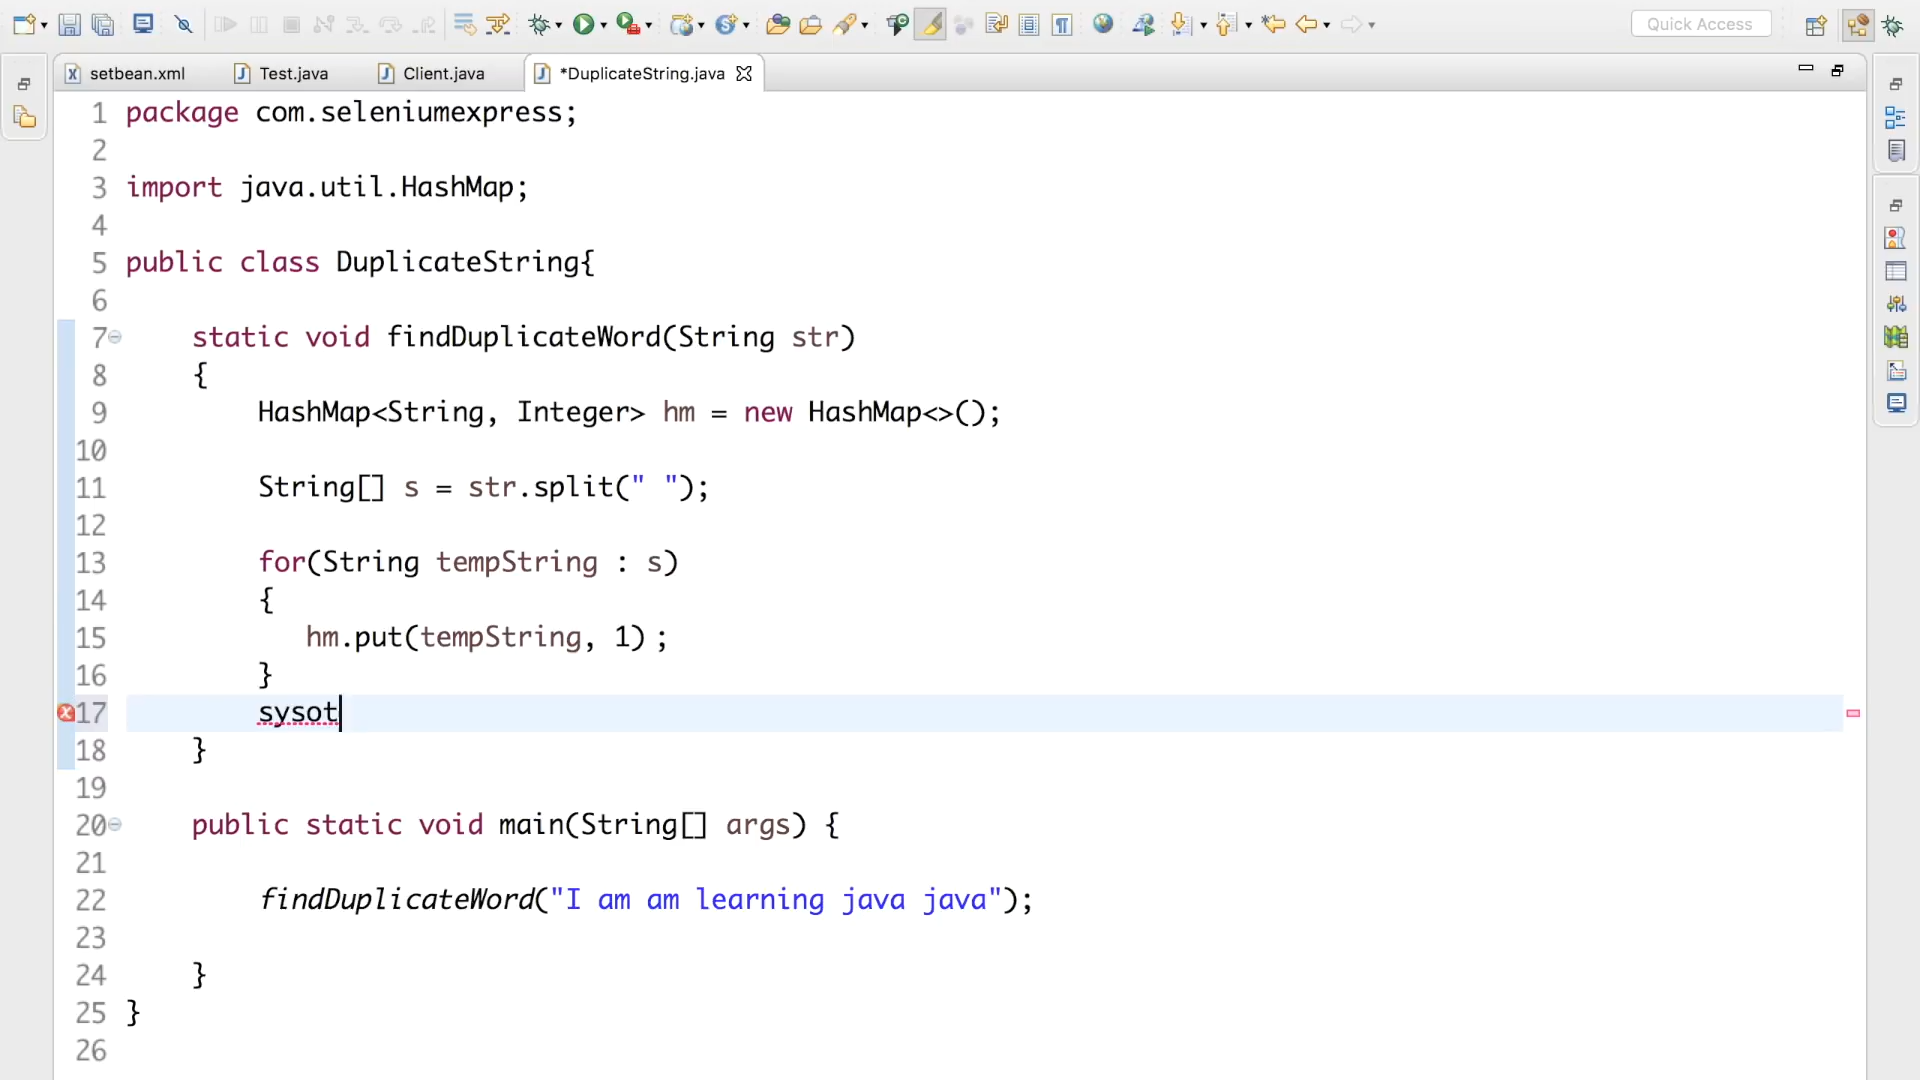 Quick Access
setbean.xml
Test.java
Client.java
*DuplicateString.java
1 package com.seleniumexpress;
2
3 import java.util.HashMap;
4
5 public class DuplicateString{
6
7 static void findDuplicateWord(String str)
8 {
9 HashMap<String, Integer> hm = new HashMap<>();
10
11 String[] s = str.split(" ");
12
13 for(String tempString : s)
14 {
15 hm.put(tempString, 1) ;
16 }
17 sysot
18 }
19
20 public static void main(String[] args) {
21
22 findDuplicateWord("I am am learning java java");
23
24 }
25 }
26